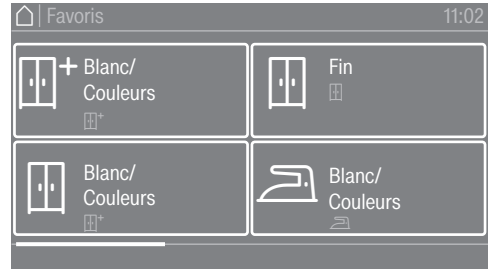 Favoris 11:02
Blanc/
Couleurs
Fin
Blanc/
Couleurs
Blanc/
Couleurs